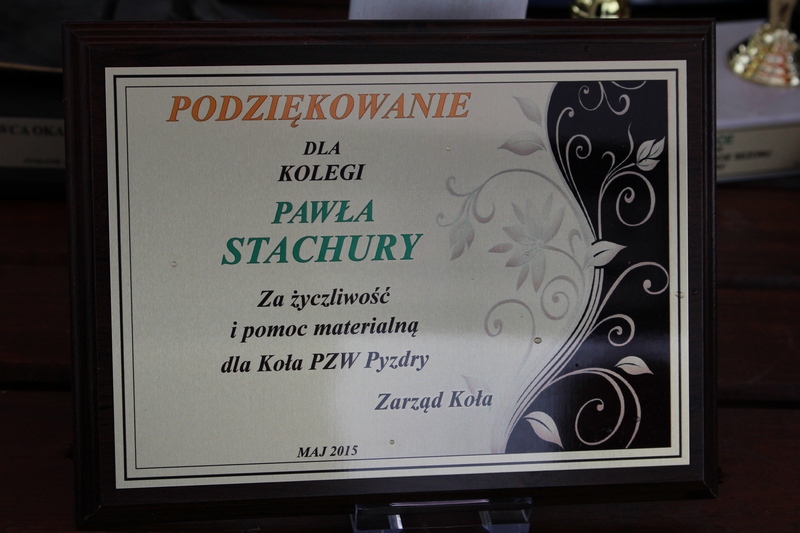 PODZIĘKOWANIE
DLA
KOLEGI
PAWŁA
STACHURY
Za życzliwość
i pomoc materialną
dla Koła PZW Pyzdry
Zarząd Koła
MAJ 2015